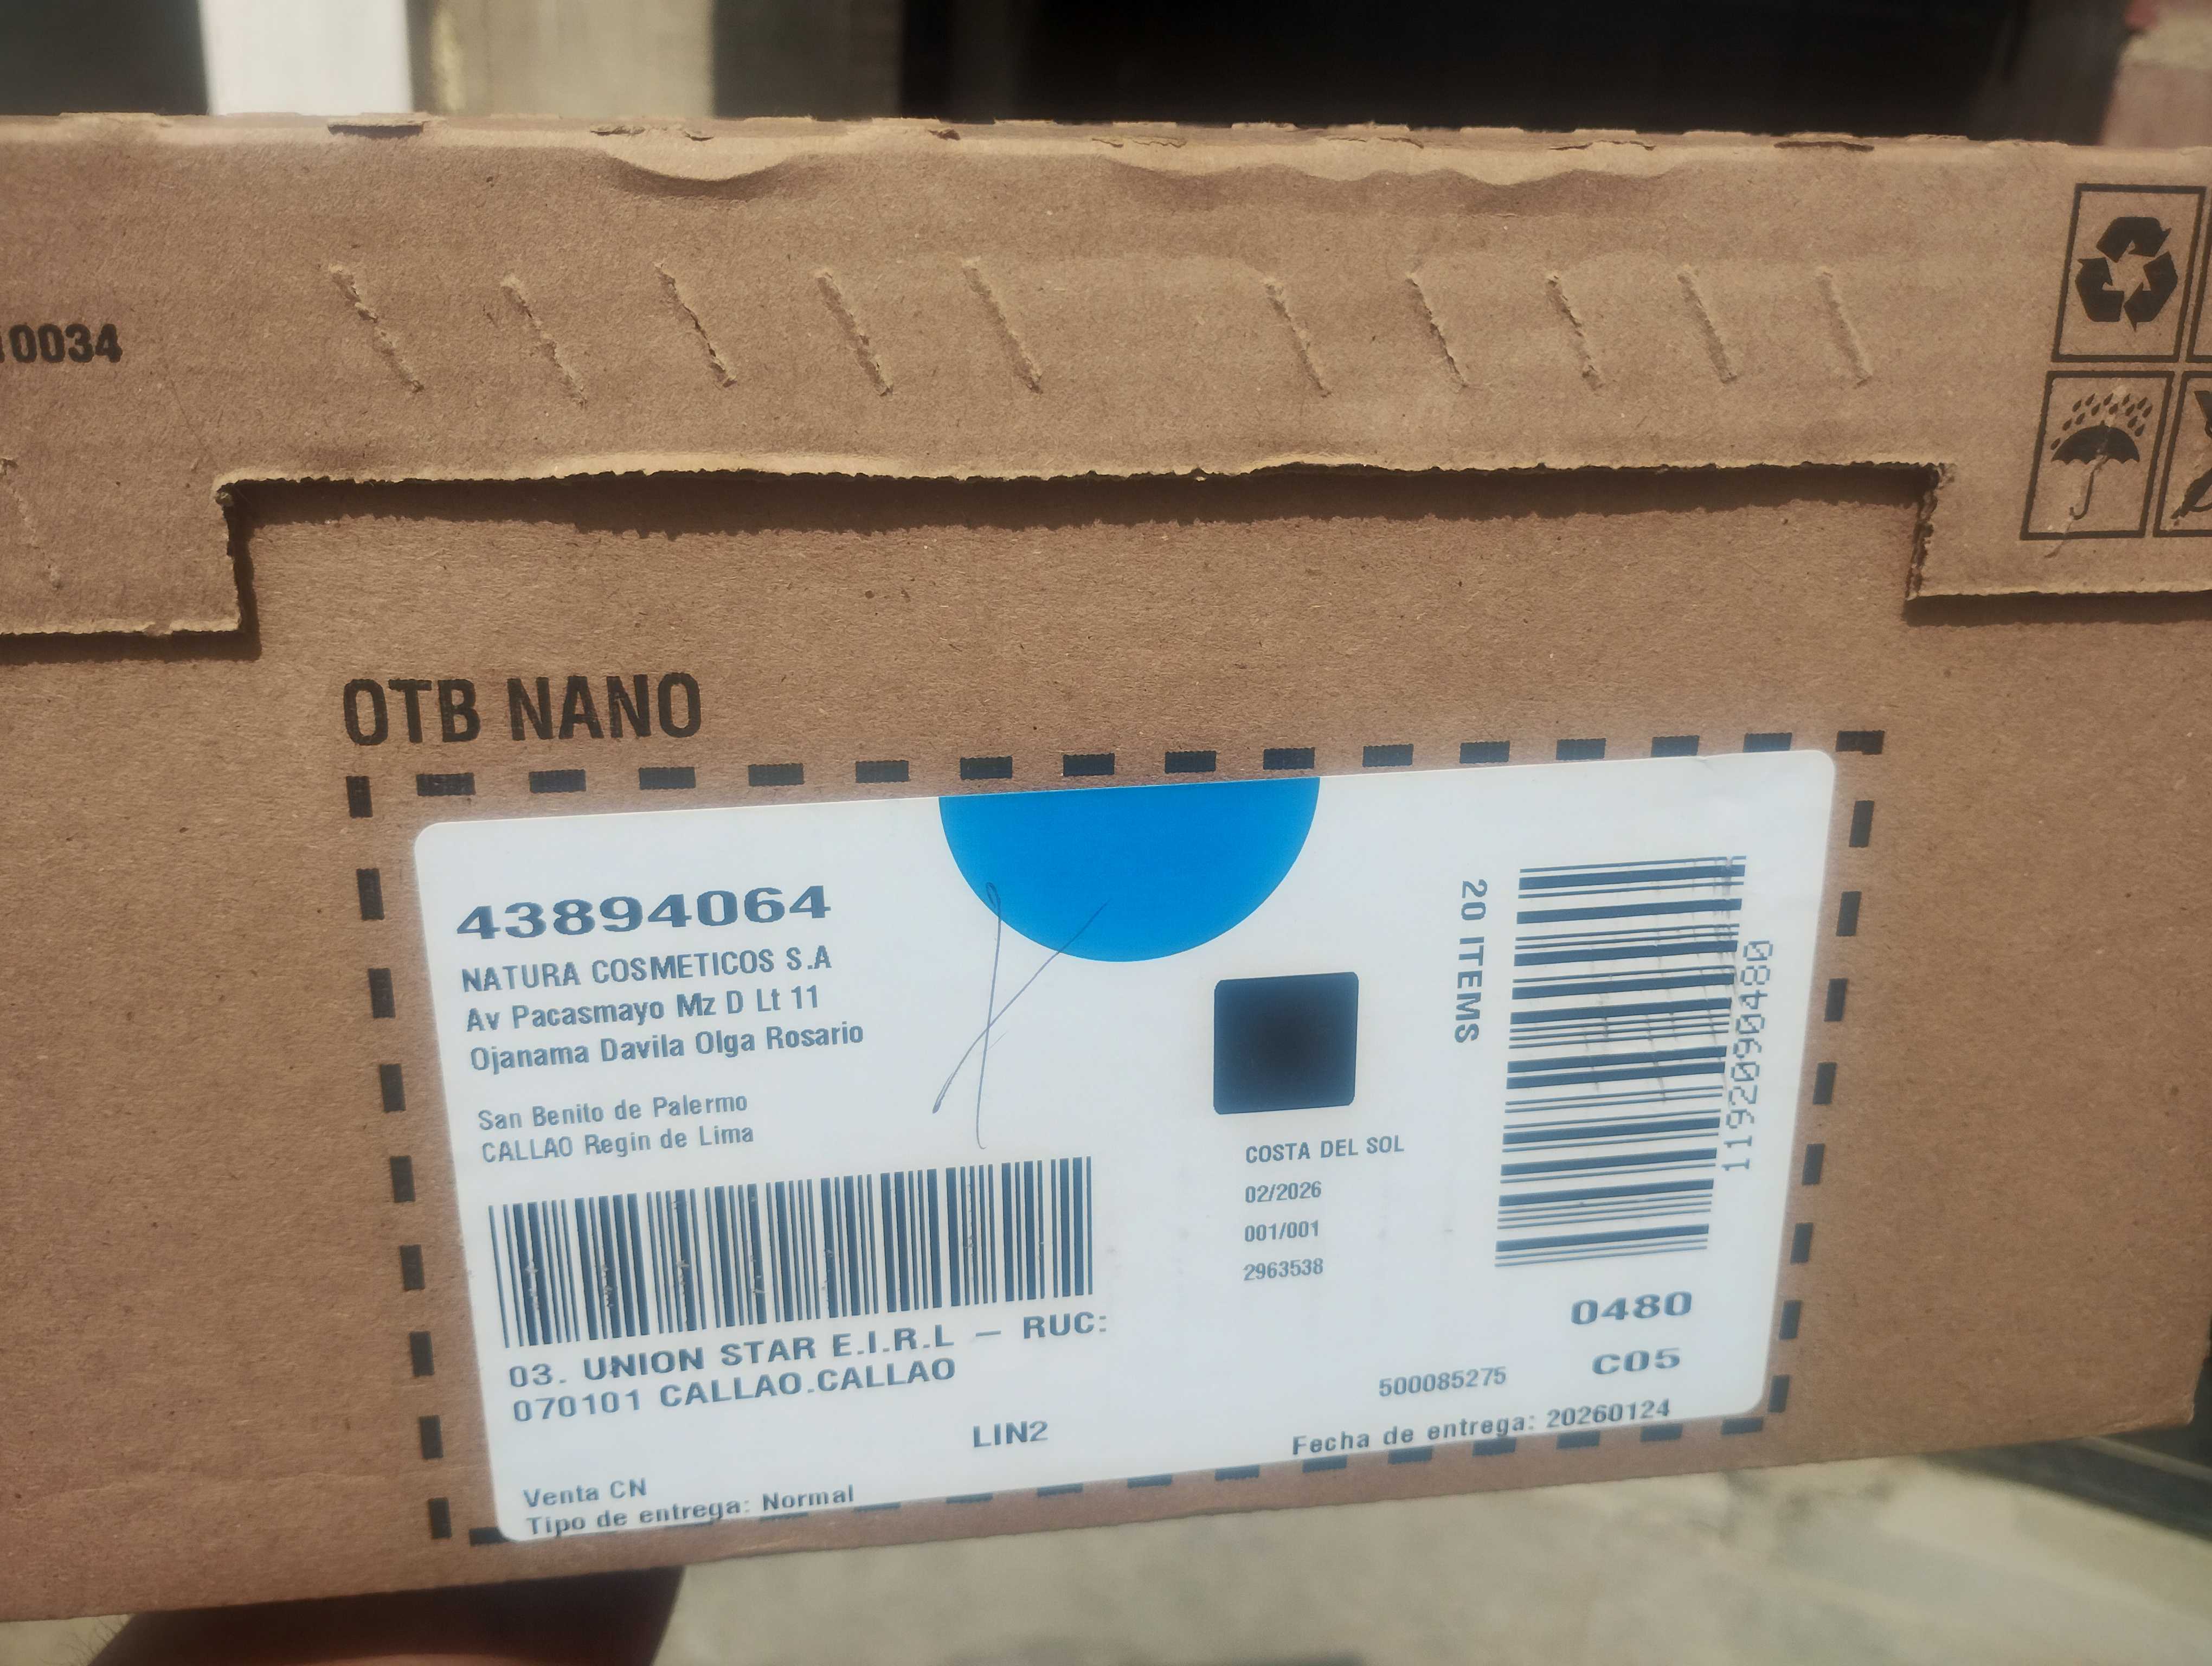 10034
OTB NANO
43894064
NATURA COSMETICOS S.A
Av Pacasmayo Mz D Lt 11
Ojanama Davila Olga Rosario
San Benito de Palermo
CALLAO Regin de Lima
03. UNION STAR E.I.R.L — RUC:
070101 CALLAO.CALLAO
LIN2
Venta CN
Tipo de entrega: Normal
COSTA DEL SOL
02/2026
001/001
2963538
20 ITEMS
1192090480
0480
C05
500085275
Fecha de entrega: 20260124